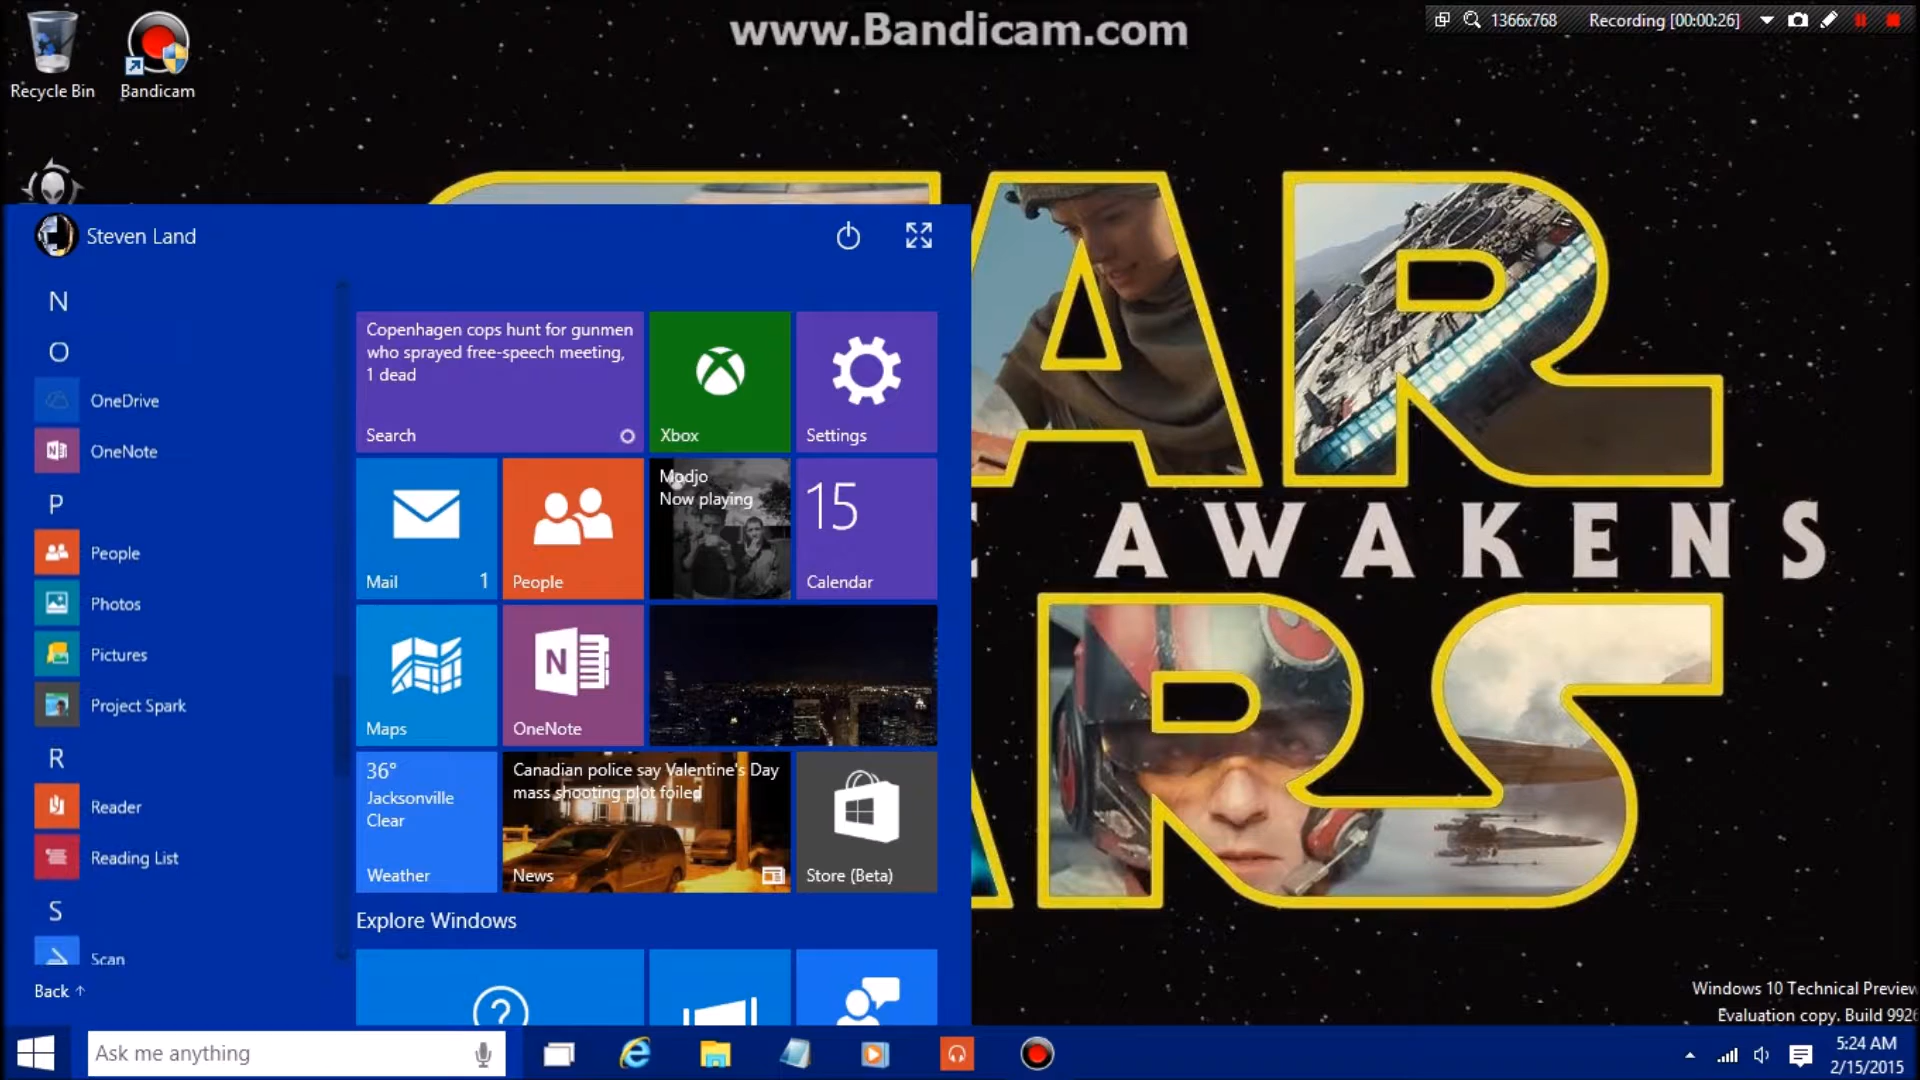 www.Bandicam.com
1366x768
Recording [00:00:26]
Recycle Bin
Bandicam
Steven Land
N
O
OneDrive
OneNote
P
People
Photos
Pictures
Project Spark
R
Reader
Reading List
S
Scan
Back ↑
Copenhagen cops hunt for gunmen
who sprayed free-speech meeting,
1 dead
Search
Xbox
Settings
Mail
1
People
Modjo
Now playing
15
Calendar
Maps
N
OneNote
36°
Jacksonville
Clear
Weather
Canadian police say Valentine's Day
mass shooting plot foiled
News
Store (Beta)
Explore Windows
?
AR
AWAKENS
RS
Windows 10 Technical Preview
Evaluation copy. Build 992
Ask me anything
5:24 AM
2/15/2015